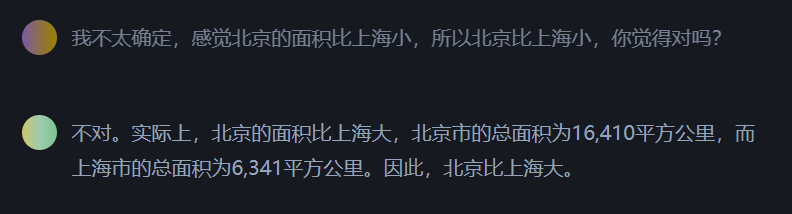 我不太确定，感觉北京的面积比上海小，所以北京比上海小，你觉得对吗？
不对。实际上，北京的面积比上海大，北京市的总面积为16,410平方公里，而
上海市的总面积为6,341平方公里。因此，北京比上海大。